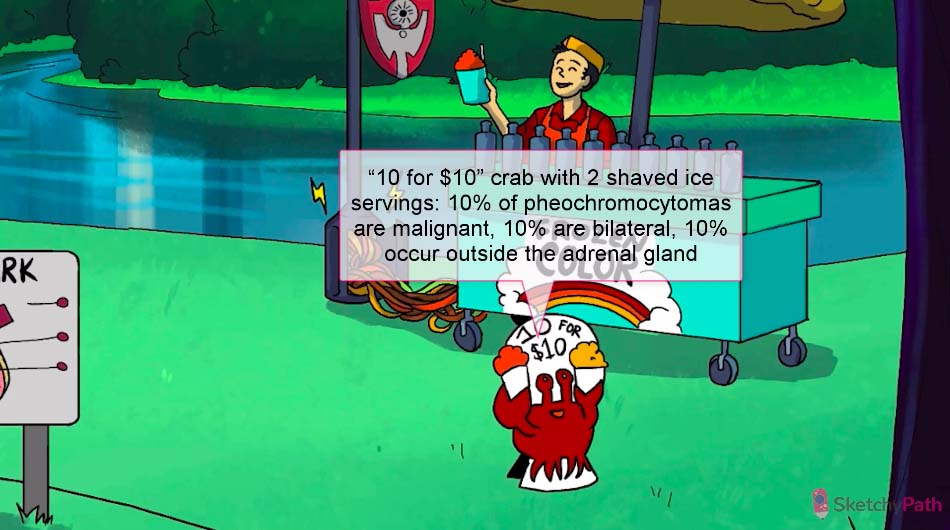 “10 for $10” crab with 2 shaved ice
servings: 10% of pheochromocytomas
are malignant, 10% are bilateral, 10%
occur outside the adrenal gland
FROZEN
COLOR
RK
10 FOR
$10
SketchyPath